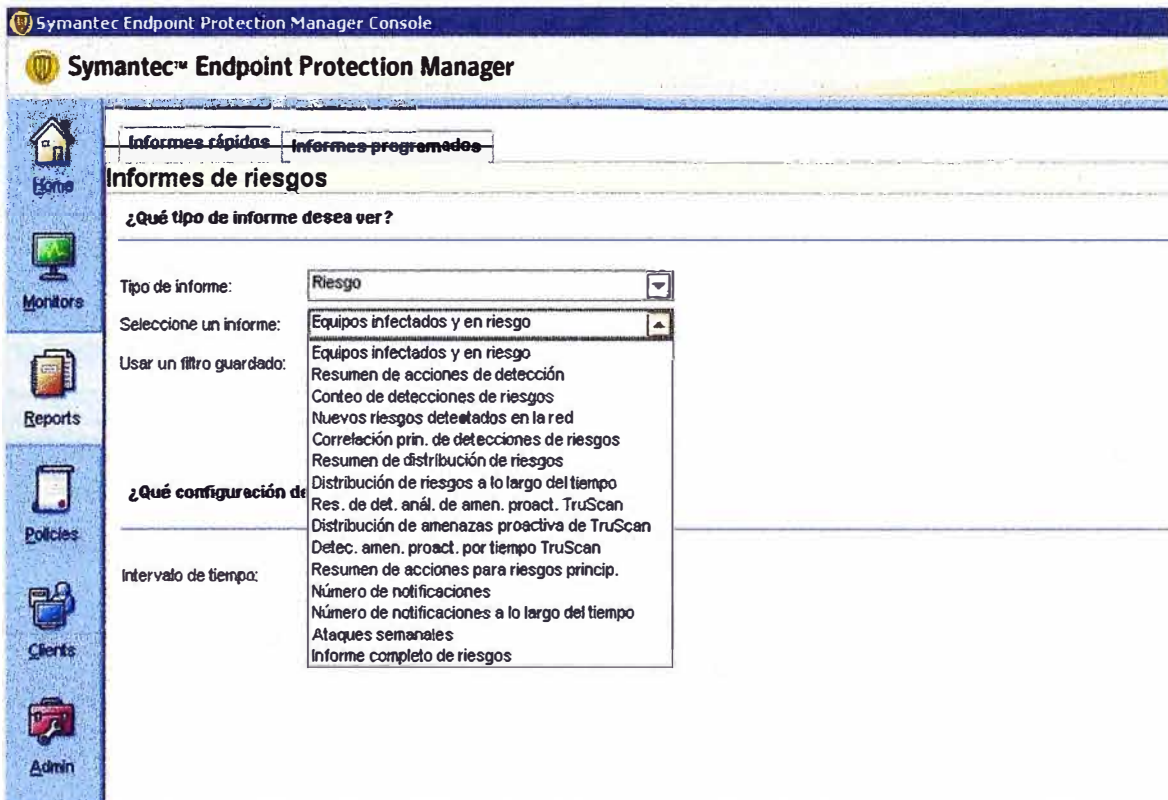 Symantec Endpoint Protection Manager Console
Symantec™ Endpoint Protection Manager
Home
Monitors
Reports
Policies
Clients
Admin
Informes rápidos Informes programados
Informes de riesgos
¿Qué tipo de informe desea ver?
Tipo de informe: Riesgo
Seleccione un informe: Equipos infectados y en riesgo
Usar un filtro guardado:
Equipos infectados y en riesgo
Resumen de acciones de detección
Conteo de detecciones de riesgos
Nuevos riesgos detectados en la red
Correlación prin. de detecciones de riesgos
Resumen de distribución de riesgos
Distribución de riesgos a lo largo del tiempo
Res. de det. anál. de amen. proact. TruScan
Distribución de amenazas proactiva de TruScan
Detec. amen. proact. por tiempo TruScan
Resumen de acciones para riesgos princip.
Número de notificaciones
Número de notificaciones a lo largo del tiempo
Ataques semanales
Informe completo de riesgos
¿Qué configuración de
Intervalo de tiempo: